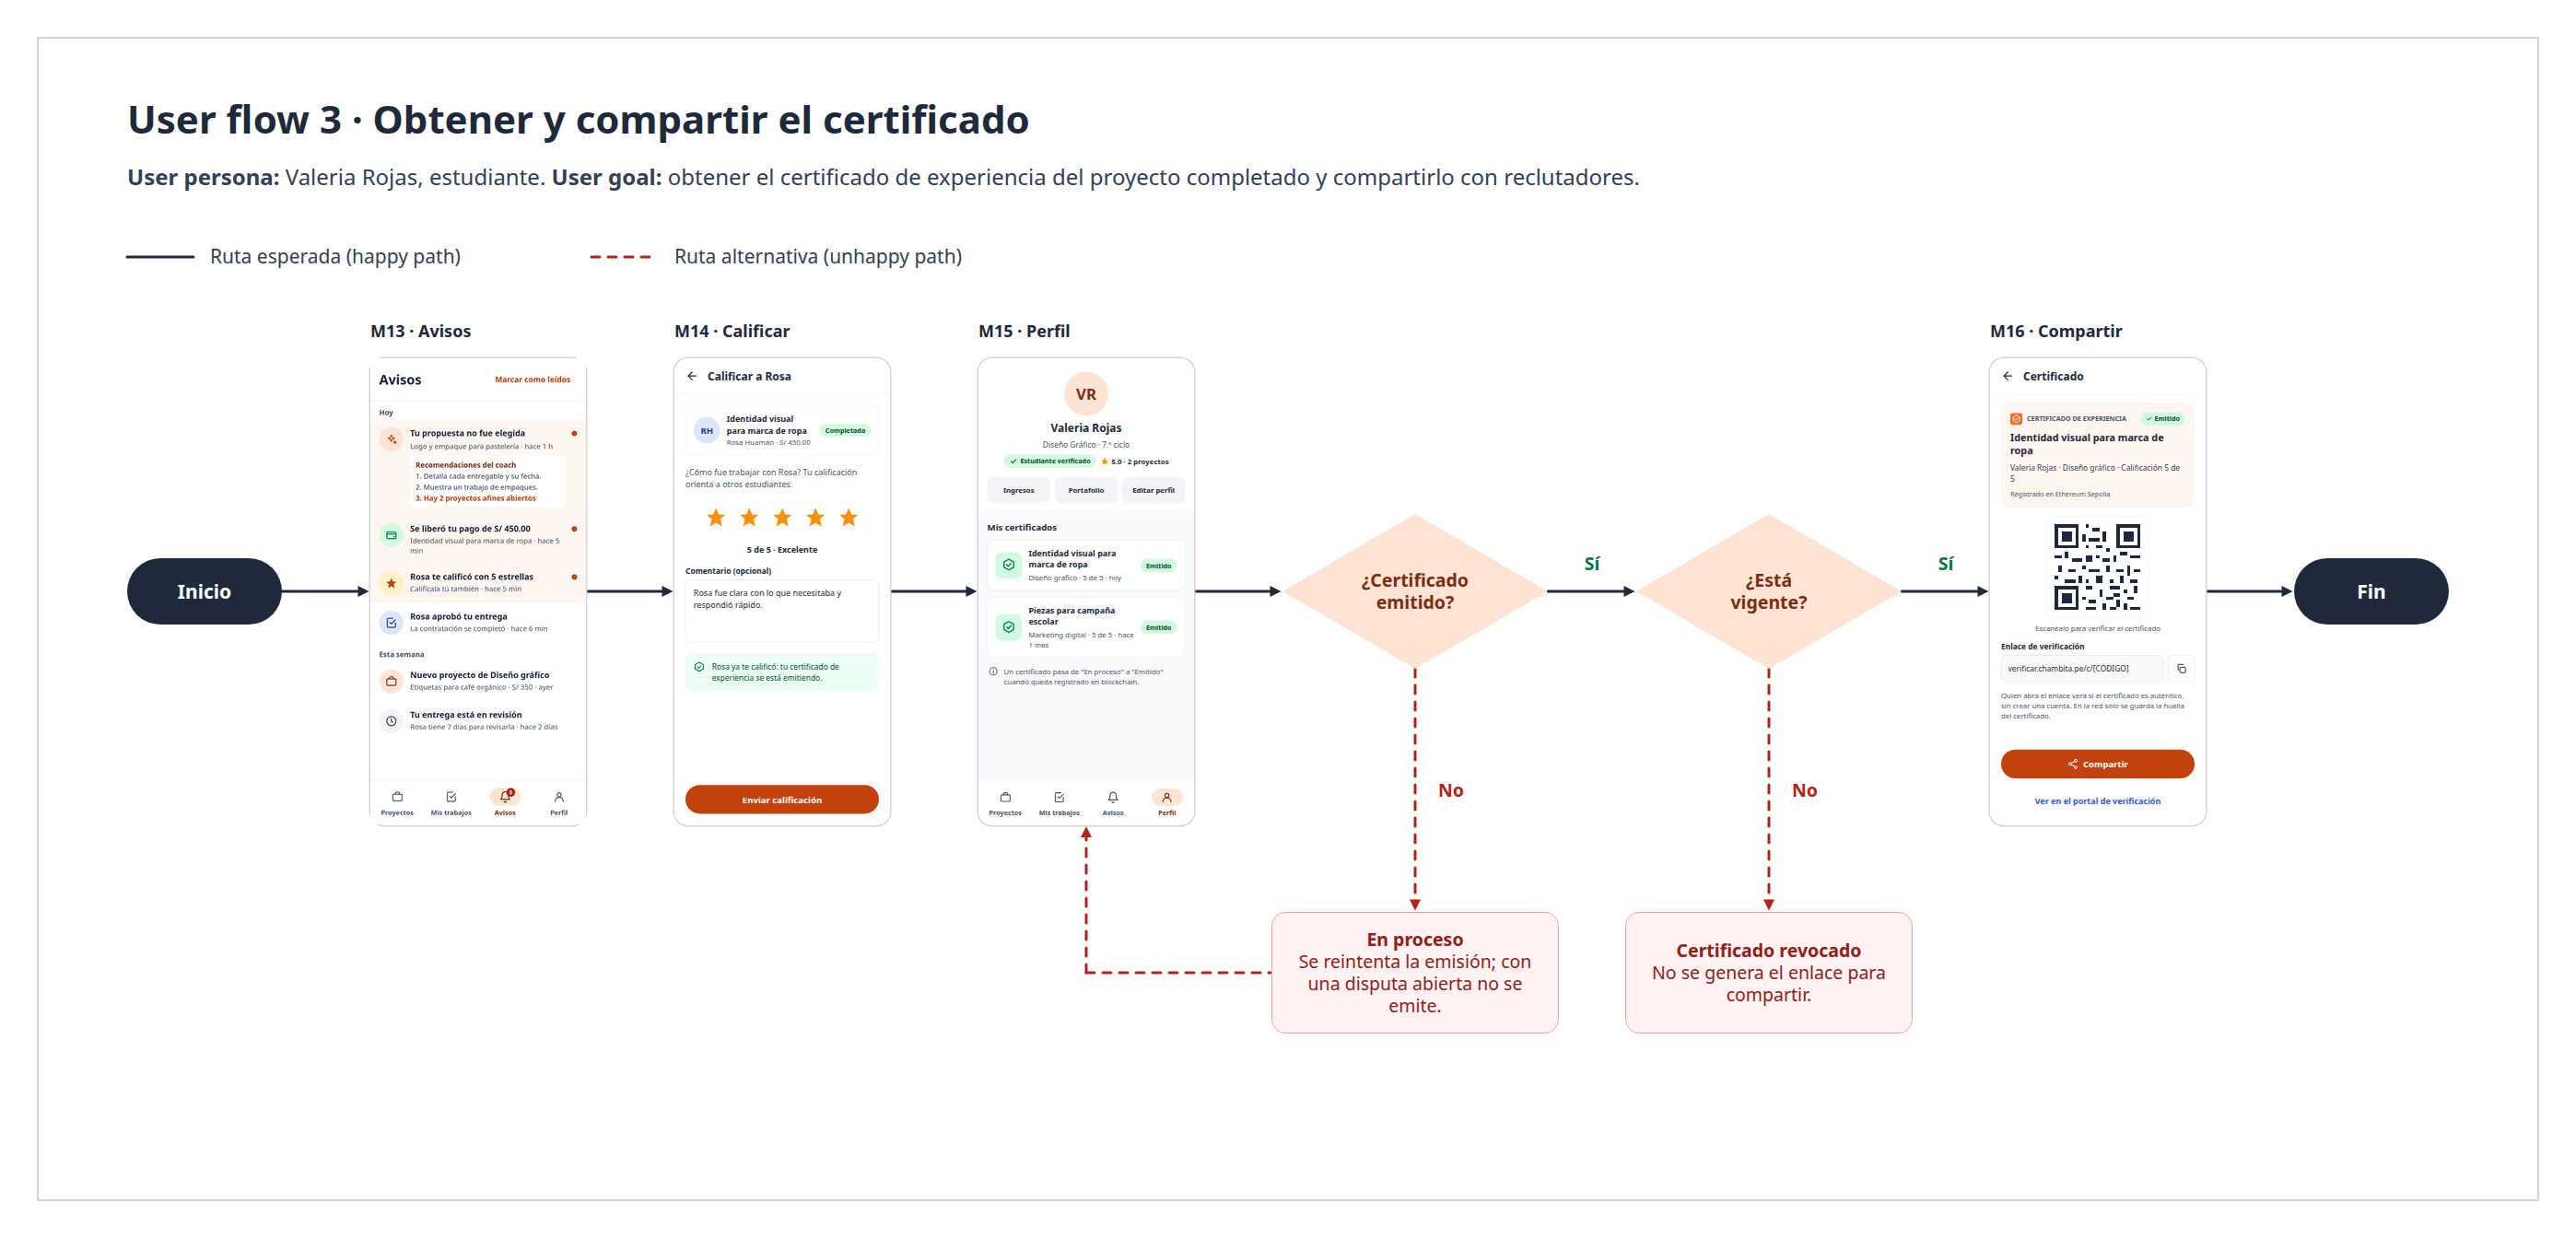 User flow 3 · Obtener y compartir el certificado
User persona: Valeria Rojas, estudiante. User goal: obtener el certificado de experiencia del proyecto completado y compartirlo con reclutadores.
Ruta esperada (happy path)
Ruta alternativa (unhappy path)
Inicio
M13 · Avisos
Avisos
Marcar como leídos
Hoy
Tu propuesta no fue elegida
Logo y empaque para pastelería · hace 1 h
Recomendaciones del coach
1. Detalla cada entregable y su fecha.
2. Muestra un trabajo de empaques.
3. Hay 2 proyectos afines abiertos
Se liberó tu pago de S/ 450.00
Identidad visual para marca de ropa · hace 5
min
Rosa te calificó con 5 estrellas
Califícala tú también · hace 5 min
Rosa aprobó tu entrega
La contratación se completó · hace 6 min
Esta semana
Nuevo proyecto de Diseño gráfico
Etiquetas para café orgánico · S/ 350 · ayer
Tu entrega está en revisión
Rosa tiene 7 días para revisarla · hace 2 días
3
Proyectos
Mis trabajos
Avisos
Perfil
M14 · Calificar
Calificar a Rosa
RH
Identidad visual
para marca de ropa
Rosa Huamán · S/ 450.00
Completada
¿Cómo fue trabajar con Rosa? Tu calificación
orienta a otros estudiantes.
5 de 5 · Excelente
Comentario (opcional)
Rosa fue clara con lo que necesitaba y
respondió rápido.
Rosa ya te calificó: tu certificado de
experiencia se está emitiendo.
Enviar calificación
M15 · Perfil
VR
Valeria Rojas
Diseño Gráfico · 7.º ciclo
Estudiante verificado
5.0 · 2 proyectos
Ingresos
Portafolio
Editar perfil
Mis certificados
Identidad visual para
marca de ropa
Diseño gráfico · 5 de 5 · hoy
Emitido
Piezas para campaña
escolar
Marketing digital · 5 de 5 · hace
1 mes
Emitido
Un certificado pasa de "En proceso" a "Emitido"
cuando queda registrado en blockchain.
Proyectos
Mis trabajos
Avisos
Perfil
¿Certificado
emitido?
Sí
No
En proceso
Se reintenta la emisión; con
una disputa abierta no se
emite.
¿Está
vigente?
Sí
No
Certificado revocado
No se genera el enlace para
compartir.
M16 · Compartir
Certificado
CERTIFICADO DE EXPERIENCIA
Emitido
Identidad visual para marca de
ropa
Valeria Rojas · Diseño gráfico · Calificación 5 de
5
Registrado en Ethereum Sepolia
Escanéalo para verificar el certificado
Enlace de verificación
verificar.chambita.pe/c/[CÓDIGO]
Quien abra el enlace verá si el certificado es auténtico,
sin crear una cuenta. En la red solo se guarda la huella
del certificado.
Compartir
Ver en el portal de verificación
Fin